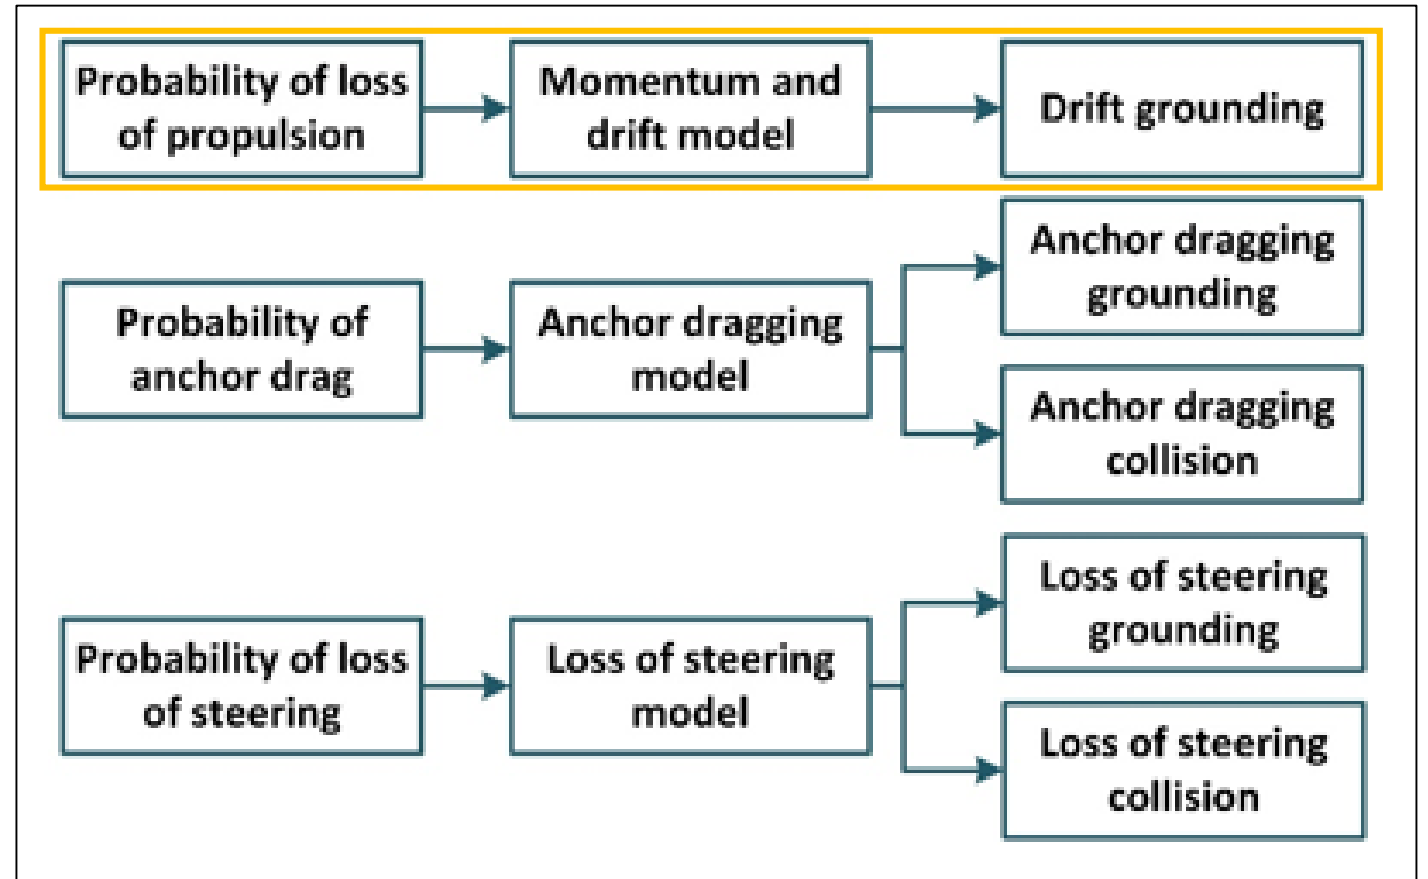 Probability of loss
of propulsion
Momentum and
drift model
Drift grounding
Probability of
anchor drag
Anchor dragging
model
Anchor dragging
grounding
Anchor dragging
collision
Probability of loss
of steering
Loss of steering
model
Loss of steering
grounding
Loss of steering
collision